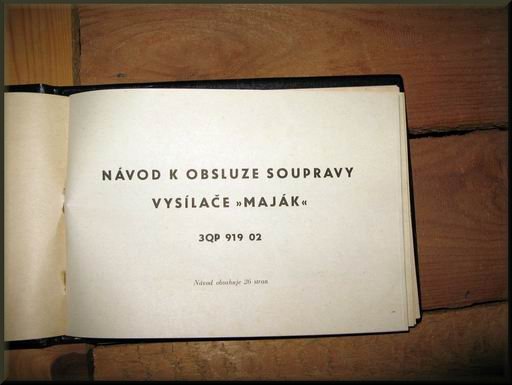 NÁVOD K OBSLUZE SOUPRAVY
VYSÍLAČE »MAJÁK«
3QP 919 02
Návod obsahuje 26 stran